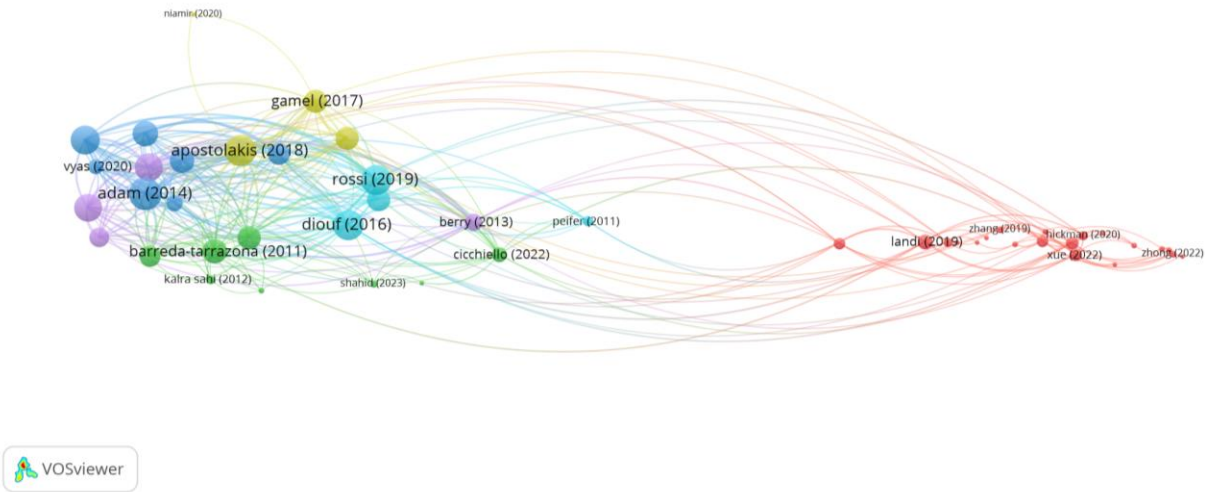 niamir (2020)
gamel (2017)
apostolakis (2018)
vyas (2020)
rossi (2019)
adam (2014)
diouf (2016)
berry (2013)
peifer (2011)
zhang (2019)
hickman (2020)
landi (2019)
barreda-tarrazona (2011)
cicchiello (2022)
xue (2022)
zhong (2022)
kalra sahi (2012)
shahid (2023)
VOSviewer